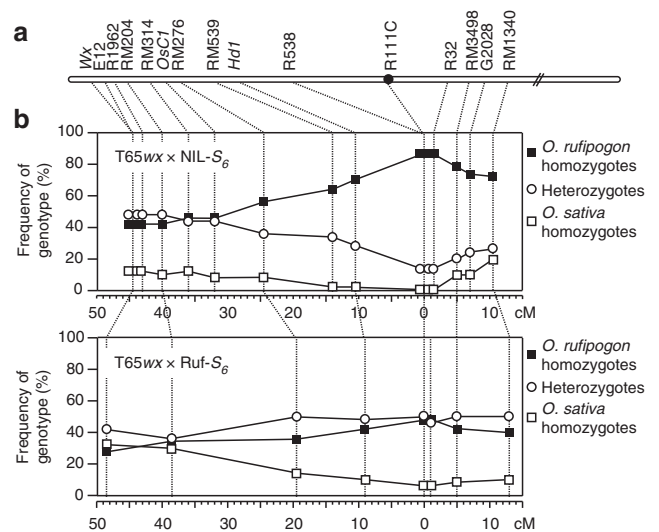 a
Wx
E12
R1962
RM204
RM314
OsC1
RM276
RM539
Hd1
R538
R111C
R32
RM3498
G2028
RM1340
b
Frequency of genotype (%)
100
80
60
40
20
0
T65wx × NIL-S6
O. rufipogon homozygotes
Heterozygotes
O. sativa homozygotes
50 40 30 20 10 0 10 cM
Frequency of genotype (%)
100
80
60
40
20
0
T65wx × Ruf-S6
O. rufipogon homozygotes
Heterozygotes
O. sativa homozygotes
50 40 30 20 10 0 10 cM